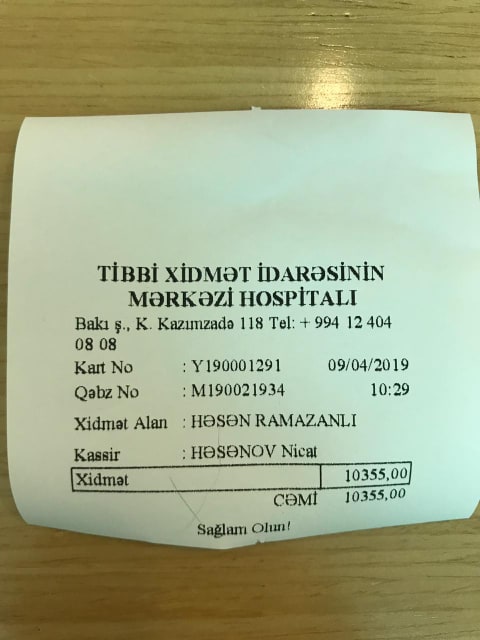 TİBBİ XİDMƏT İDARƏSİNİN
MƏRKƏZİ HOSPİTALI
Bakı ş., K. Kazımzadə 118 Tel: + 994 12 404
08 08
Kart No : Y190001291 09/04/2019
Qəbz No : M190021934 10:29
Xidmət Alan : HƏSƏN RAMAZANLI
Kassir : HƏSƏNOV Nicat
Xidmət 10355,00
CƏMİ 10355,00
Sağlam Olun!